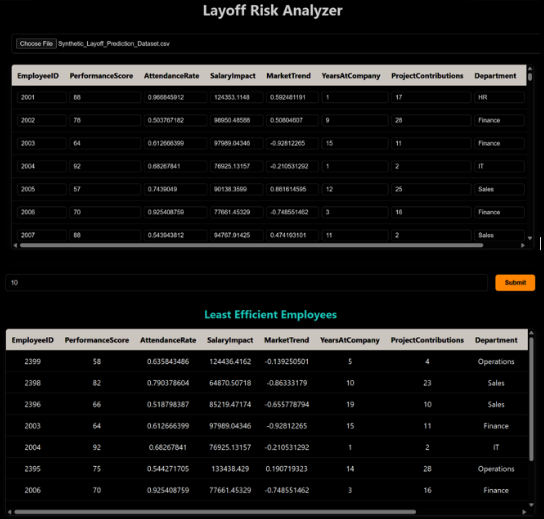 Layoff Risk Analyzer
Choose File Synthetic_Layoff_Prediction_Dataset.csv
EmployeeID PerformanceScore AttendanceRate SalaryImpact MarketTrend YearsAtCompany ProjectContributions Department
2001 88 0.966845912 124353.1148 0.592481191 1 17 HR
2002 78 0.503767182 98950.48588 0.50804607 9 28 Finance
2003 64 0.612666399 97989.04346 -0.92812265 15 11 Finance
2004 92 0.68267841 76925.13157 -0.210531292 1 2 IT
2005 57 0.7439049 90138.3599 0.861614595 12 25 Sales
2006 70 0.925408759 77661.45329 -0.748551462 3 16 Finance
2007 88 0.543943812 94767.91425 0.474193101 11 2 Sales
10 Submit
Least Efficient Employees
EmployeeID PerformanceScore AttendanceRate SalaryImpact MarketTrend YearsAtCompany ProjectContributions Department
2399 58 0.635843486 124436.4162 -0.139250501 5 4 Operations
2398 82 0.790378604 64870.50718 -0.86333179 10 23 Sales
2396 66 0.518798387 85219.47174 -0.655778794 19 10 Sales
2003 64 0.612666399 97989.04346 -0.92812265 15 11 Finance
2004 92 0.68267841 76925.13157 -0.210531292 1 2 IT
2395 75 0.544271705 133438.429 0.190719323 14 28 Operations
2006 70 0.925408759 77661.45329 -0.748551462 3 16 Finance